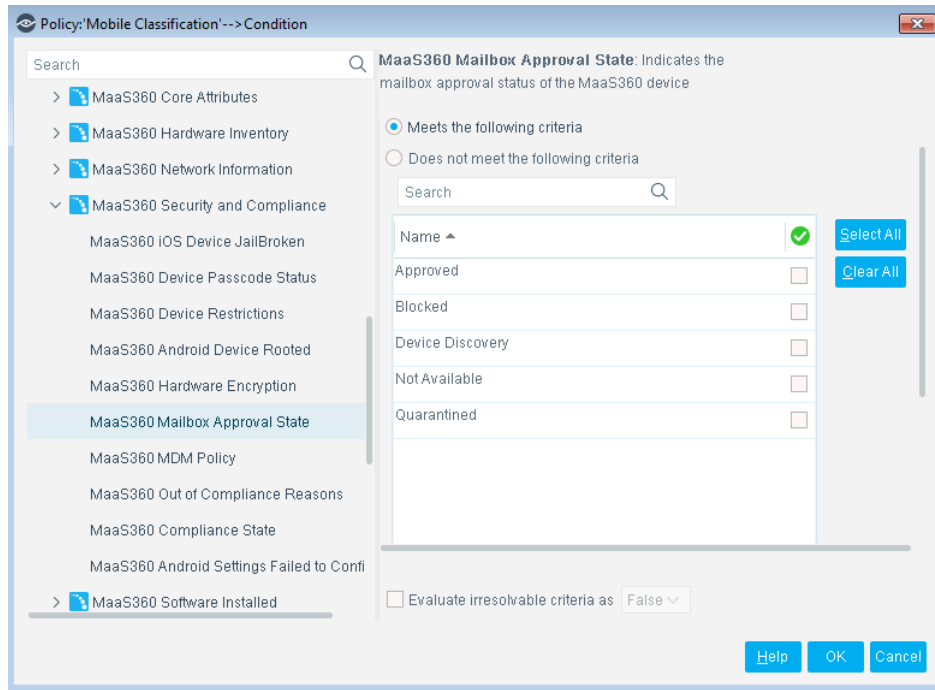 Policy:'Mobile Classification'-->Condition
Search
MaaS360 Core Attributes
MaaS360 Hardware Inventory
MaaS360 Network Information
MaaS360 Security and Compliance
MaaS360 iOS Device JailBroken
MaaS360 Device Passcode Status
MaaS360 Device Restrictions
MaaS360 Android Device Rooted
MaaS360 Hardware Encryption
MaaS360 Mailbox Approval State
MaaS360 MDM Policy
MaaS360 Out of Compliance Reasons
MaaS360 Compliance State
MaaS360 Android Settings Failed to Confi
MaaS360 Software Installed
MaaS360 Mailbox Approval State: Indicates the
mailbox approval status of the MaaS360 device
Meets the following criteria
Does not meet the following criteria
Search
Name
Approved
Blocked
Device Discovery
Not Available
Quarantined
Select All
Clear All
Evaluate irresolvable criteria as False
Help OK Cancel